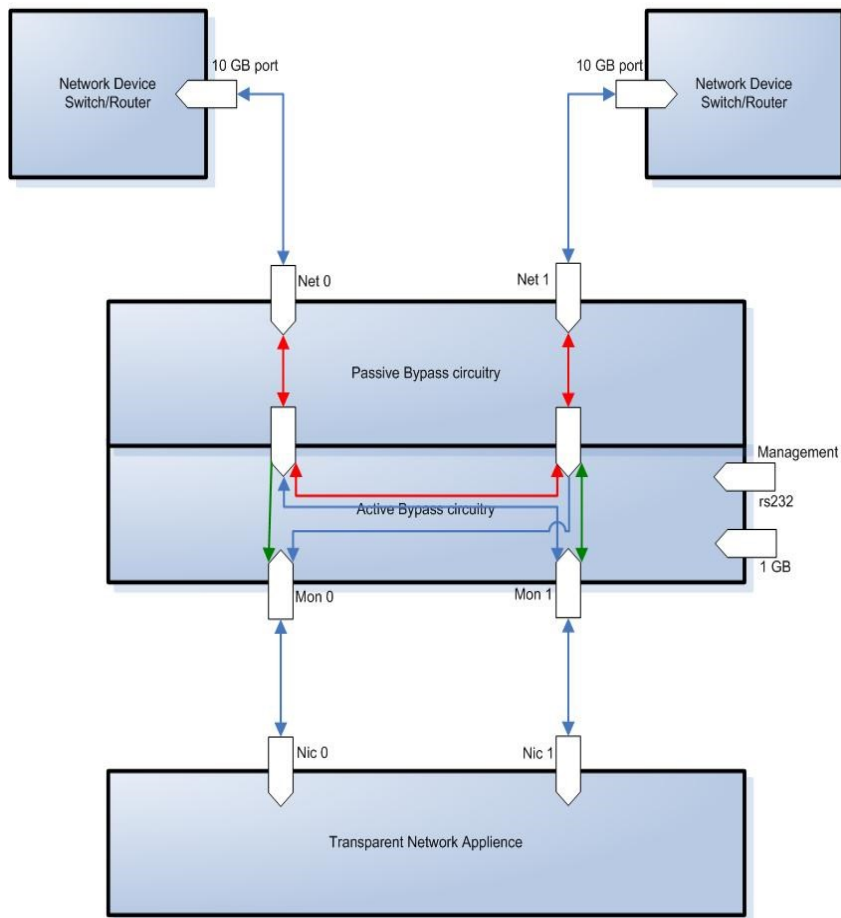 10 GB port
10 GB port
Network Device
Switch/Router
Network Device
Switch/Router
Net 0
Net 1
Passive Bypass circuitry
Management
rs232
Active Bypass circuitry
1 GB
Mon 0
Mon 1
Nic 0
Nic 1
Transparent Network Applience